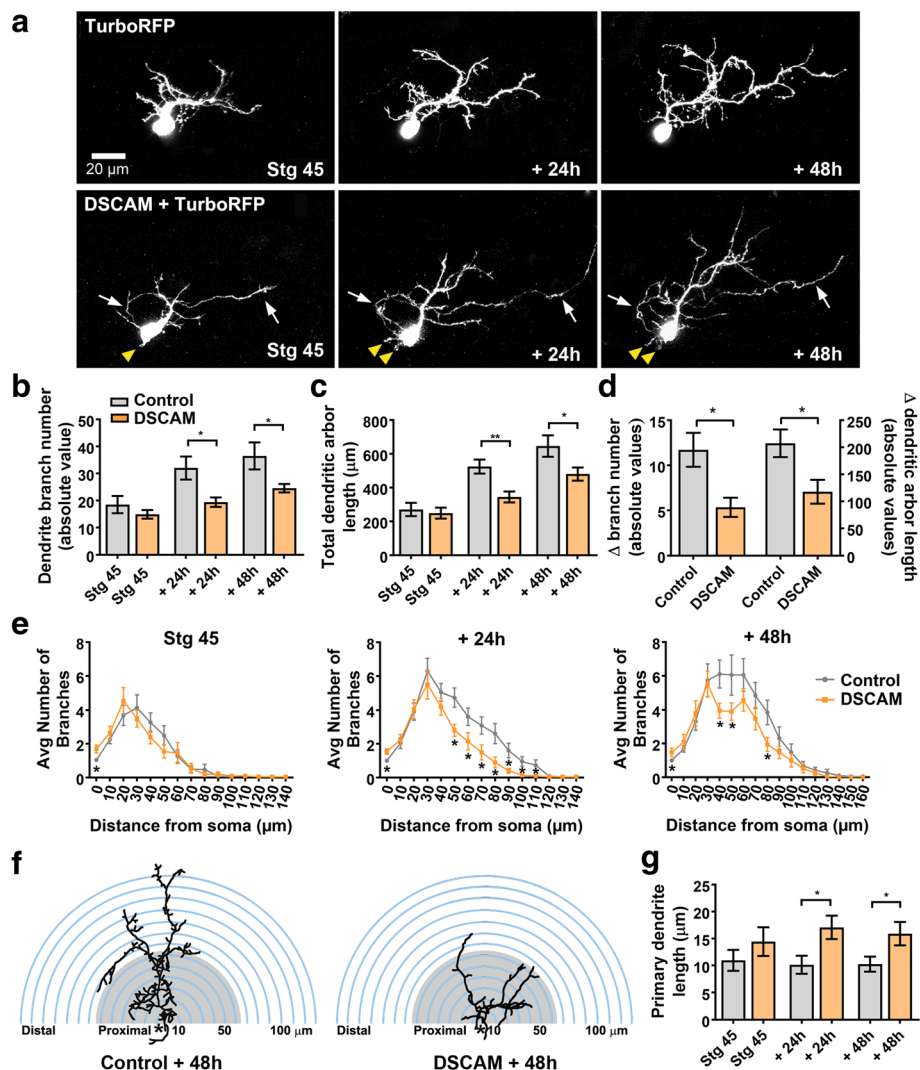 a
TurboRFP
20 µm
Stg 45
+ 24h
+ 48h
DSCAM + TurboRFP
Stg 45
+ 24h
+ 48h
b
Dendrite branch number
(absolute value)
50
40
30
20
10
0
Control
DSCAM
*
*
Stg 45
Stg 45
+ 24h
+ 24h
+ 48h
+ 48h
c
Total dendritic arbor
length (µm)
800
600
400
200
0
**
*
Stg 45
Stg 45
+ 24h
+ 24h
+ 48h
+ 48h
d
Δ branch number
(absolute values)
15
10
5
0
*
*
250
200
150
100
50
0
Δ dendritic arbor length
(absolute values)
Control
DSCAM
Control
DSCAM
e
Stg 45
Avg Number of
Branches
8
6
4
2
0
*
0
10
20
30
40
50
60
70
80
90
100
110
120
130
140
Distance from soma (µm)
+ 24h
Avg Number of
Branches
8
6
4
2
0
* * * * * * * *
0
10
20
30
40
50
60
70
80
90
100
110
120
130
140
Distance from soma (µm)
+ 48h
Avg Number of
Branches
8
6
4
2
0
* * * *
0
10
20
30
40
50
60
70
80
90
100
110
120
130
140
150
160
Distance from soma (µm)
Control
DSCAM
f
Distal Proximal * 10 50 100 µm
Control + 48h
Distal Proximal * 10 50 100 µm
DSCAM + 48h
g
Primary dendrite
length (µm)
25
20
15
10
5
0
*
*
Stg 45
Stg 45
+ 24h
+ 24h
+ 48h
+ 48h